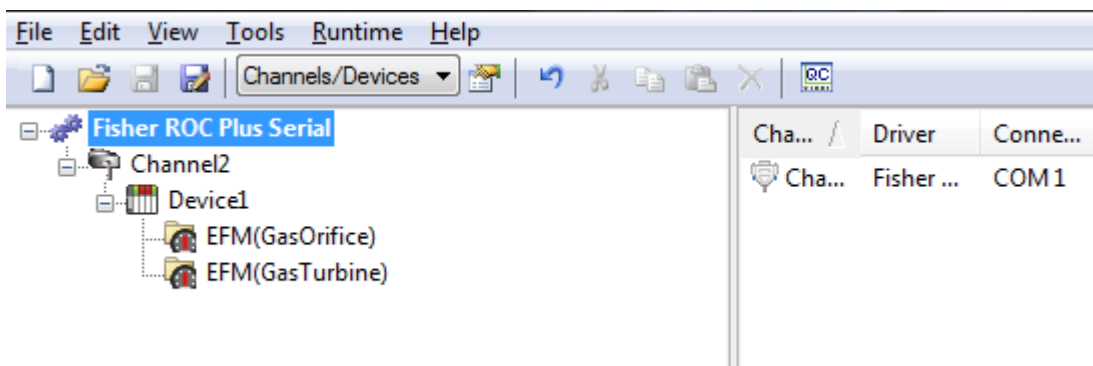 File Edit View Tools Runtime Help
Channels/Devices QC
Fisher ROC Plus Serial
Channel2
Device1
EFM(GasOrifice)
EFM(GasTurbine)
Cha... Driver Conne...
Cha... Fisher ... COM 1